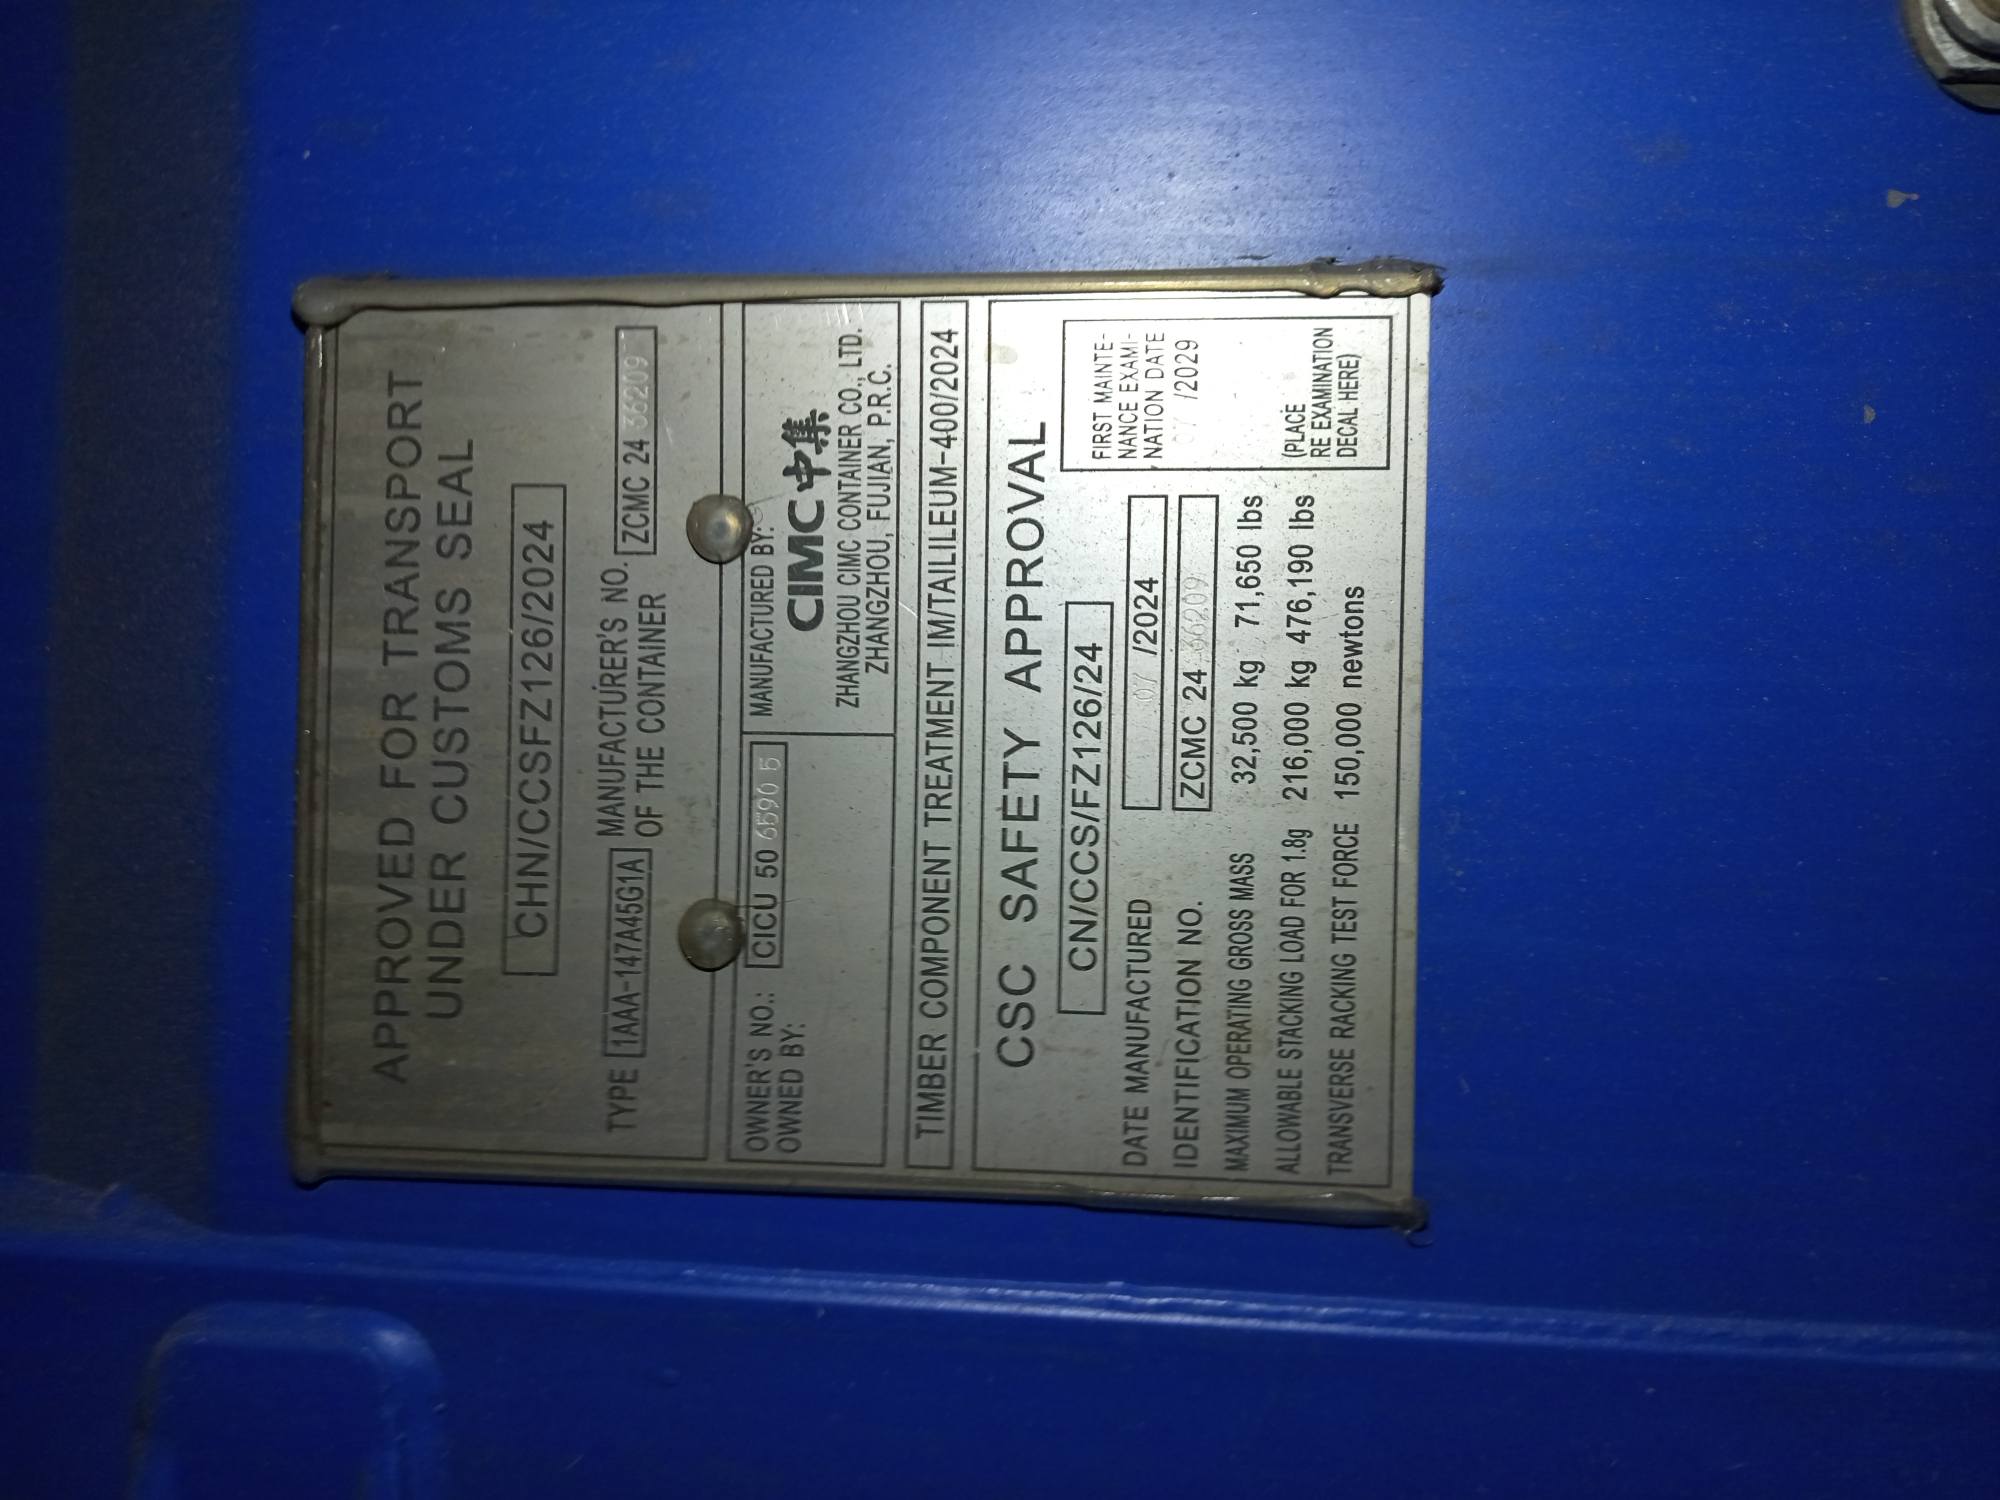 APPROVED FOR TRANSPORT
UNDER CUSTOMS SEAL
CHN/CCSFZ126/2024
TYPE 1AAA-147A45G1A MANUFACTURER'S NO.
OF THE CONTAINER ZCMC 24 36209
OWNER'S NO.: CICU 50 6590 5
OWNED BY:
MANUFACTURED BY:
CIMC中集
ZHANGZHOU CIMC CONTAINER CO., LTD.
ZHANGZHOU, FUJIAN, P.R.C.
TIMBER COMPONENT TREATMENT IM/TAILILEUM-400/2024
CSC SAFETY APPROVAL
CN/CCS/FZ126/24
DATE MANUFACTURED 07 /2024
IDENTIFICATION NO. ZCMC 24 36209
MAXIMUM OPERATING GROSS MASS 32,500 kg 71,650 lbs
ALLOWABLE STACKING LOAD FOR 1.8g 216,000 kg 476,190 lbs
TRANSVERSE RACKING TEST FORCE 150,000 newtons
FIRST MAINTE-
NANCE EXAMI-
NATION DATE
07 /2029
(PLACE
RE EXAMINATION
DECAL HERE)